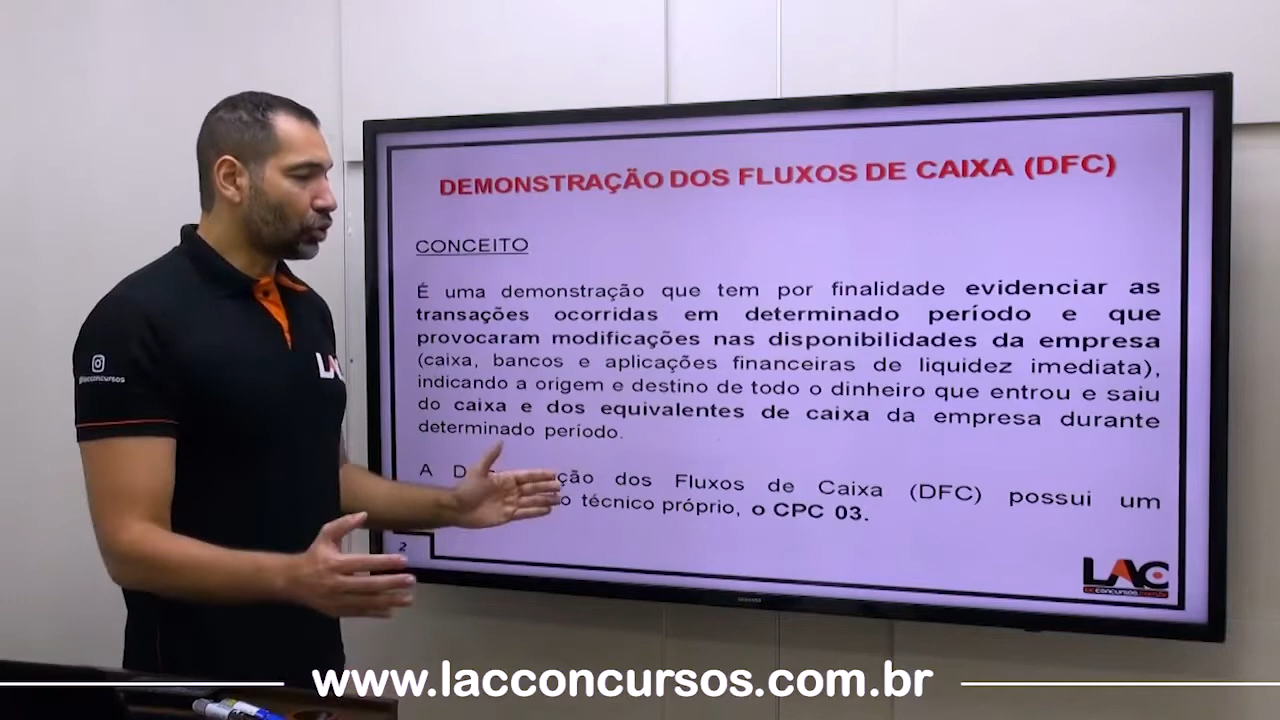 DEMONSTRAÇÃO DOS FLUXOS DE CAIXA (DFC)
CONCEITO
É uma demonstração que tem por finalidade evidenciar as
transações ocorridas em determinado período e que
provocaram modificações nas disponibilidades da empresa
(caixa, bancos e aplicações financeiras de liquidez imediata),
indicando a origem e destino de todo o dinheiro que entrou e saiu
do caixa e dos equivalentes de caixa da empresa durante
determinado período.
A D ção dos Fluxos de Caixa (DFC) possui um
o técnico próprio, o CPC 03.
2
LAC
SAMSUNG
LAC
@lacconcursos
www.lacconcursos.com.br